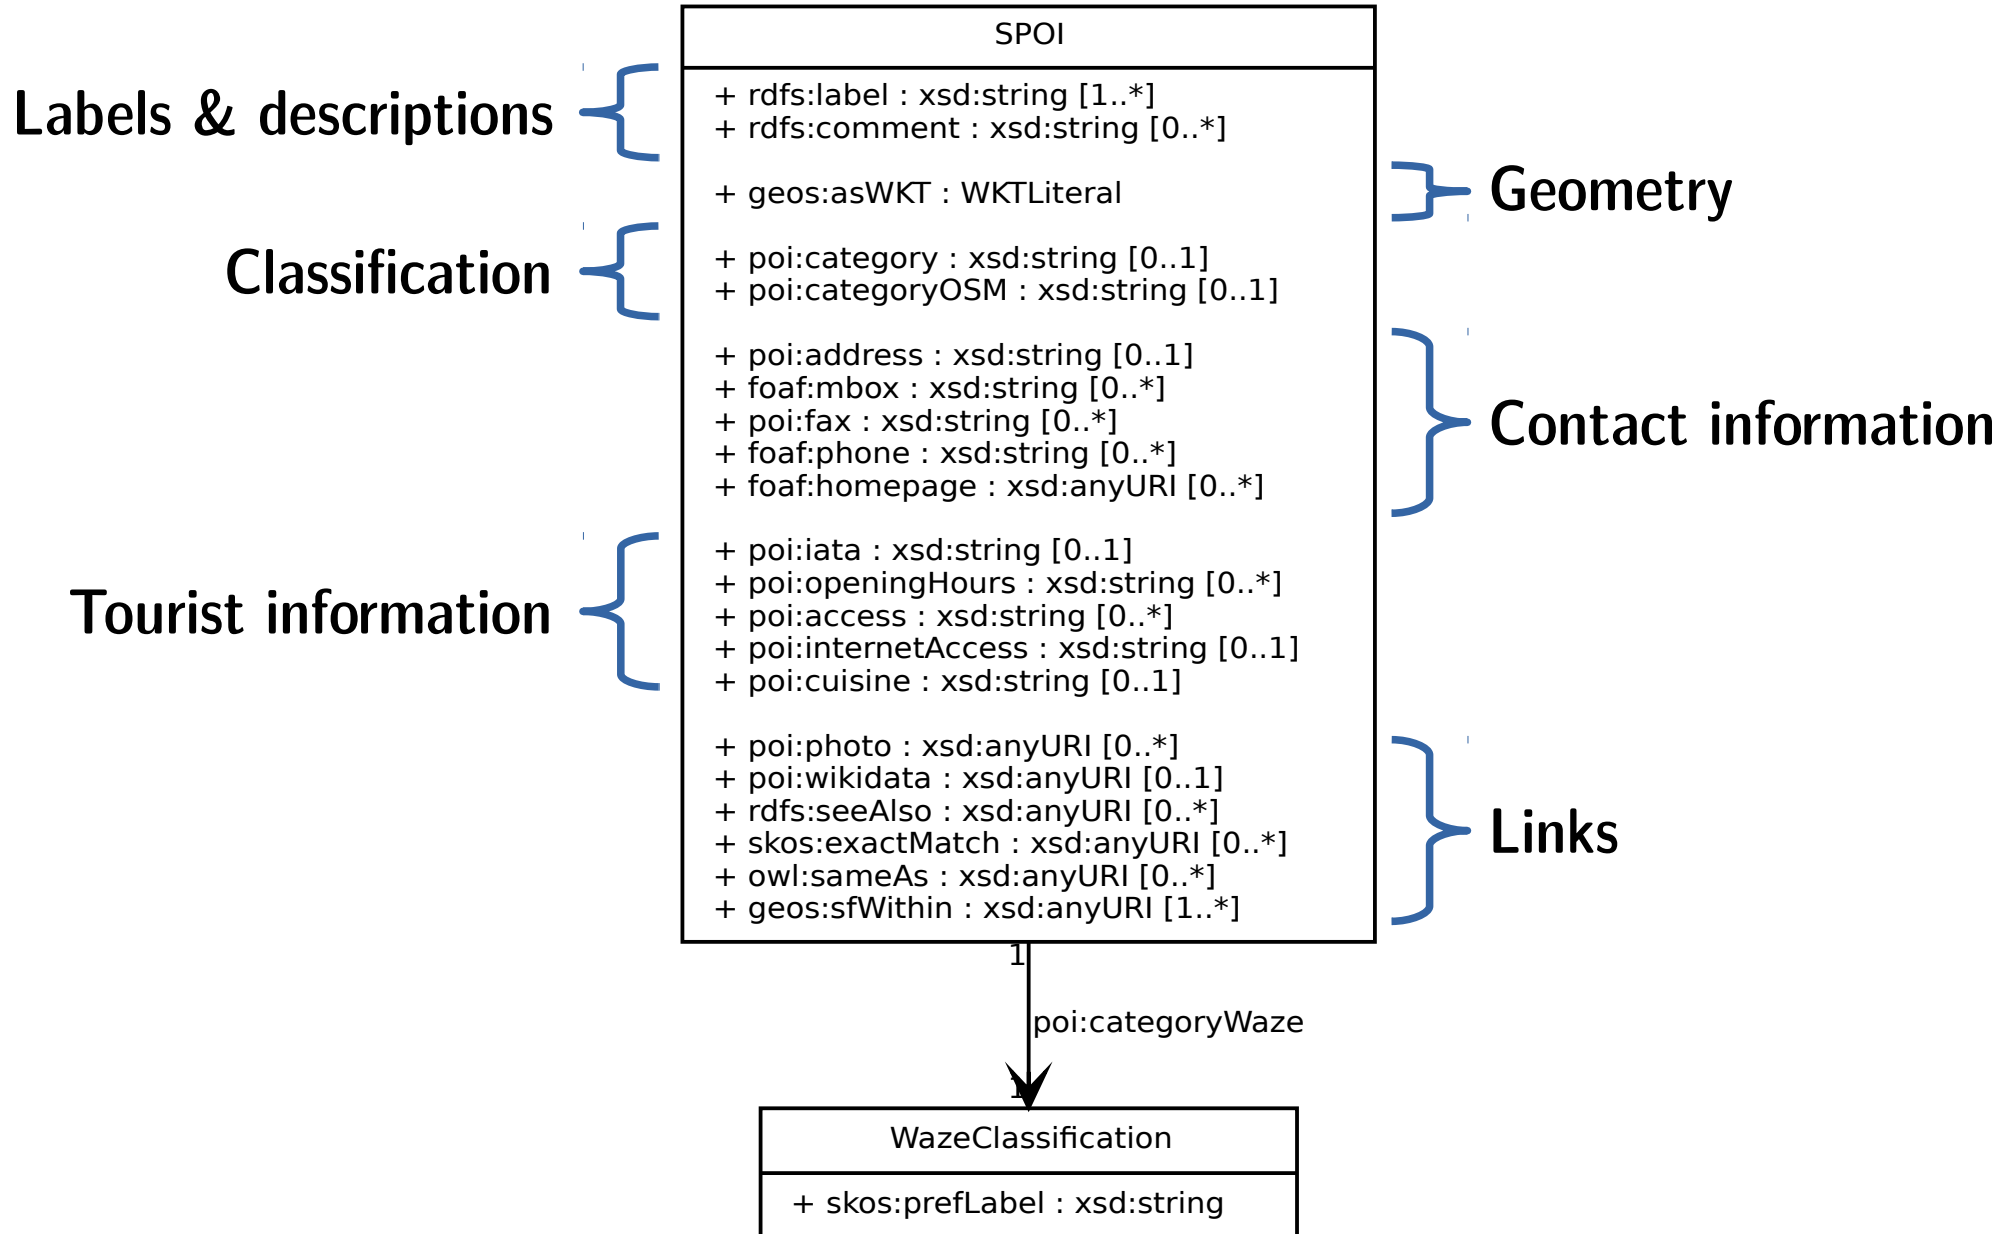 SPOI
Labels & descriptions
+ rdfs:label : xsd:string [1..*]
+ rdfs:comment : xsd:string [0..*]
Geometry
+ geos:asWKT : WKTLiteral
Classification
+ poi:category : xsd:string [0..1]
+ poi:categoryOSM : xsd:string [0..1]
Contact information
+ poi:address : xsd:string [0..1]
+ foaf:mbox : xsd:string [0..*]
+ poi:fax : xsd:string [0..*]
+ foaf:phone : xsd:string [0..*]
+ foaf:homepage : xsd:anyURI [0..*]
Tourist information
+ poi:iata : xsd:string [0..1]
+ poi:openingHours : xsd:string [0..*]
+ poi:access : xsd:string [0..*]
+ poi:internetAccess : xsd:string [0..1]
+ poi:cuisine : xsd:string [0..1]
Links
+ poi:photo : xsd:anyURI [0..*]
+ poi:wikidata : xsd:anyURI [0..1]
+ rdfs:seeAlso : xsd:anyURI [0..*]
+ skos:exactMatch : xsd:anyURI [0..*]
+ owl:sameAs : xsd:anyURI [0..*]
+ geos:sfWithin : xsd:anyURI [1..*]
1
poi:categoryWaze
1
WazeClassification
+ skos:prefLabel : xsd:string